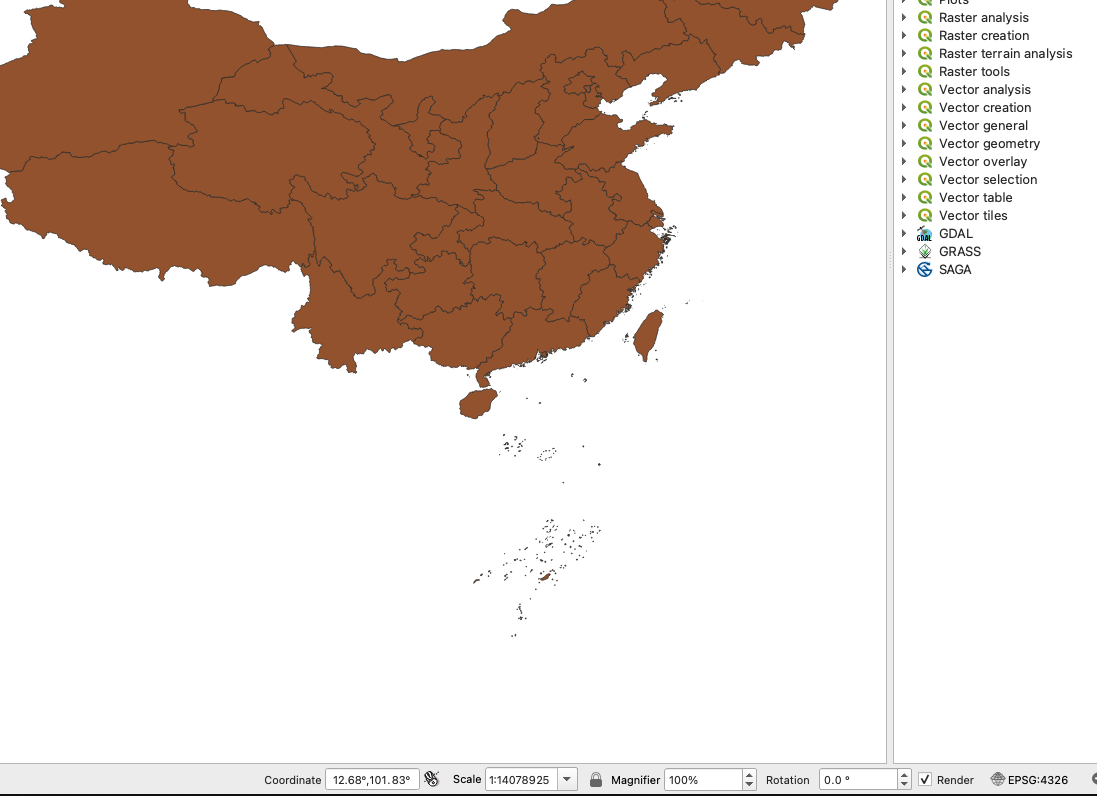 Plots
Raster analysis
Raster creation
Raster terrain analysis
Raster tools
Vector analysis
Vector creation
Vector general
Vector geometry
Vector overlay
Vector selection
Vector table
Vector tiles
GDAL
GRASS
SAGA
Coordinate 12.68°,101.83° Scale 1:14078925 Magnifier 100% Rotation 0.0 ° Render EPSG:4326